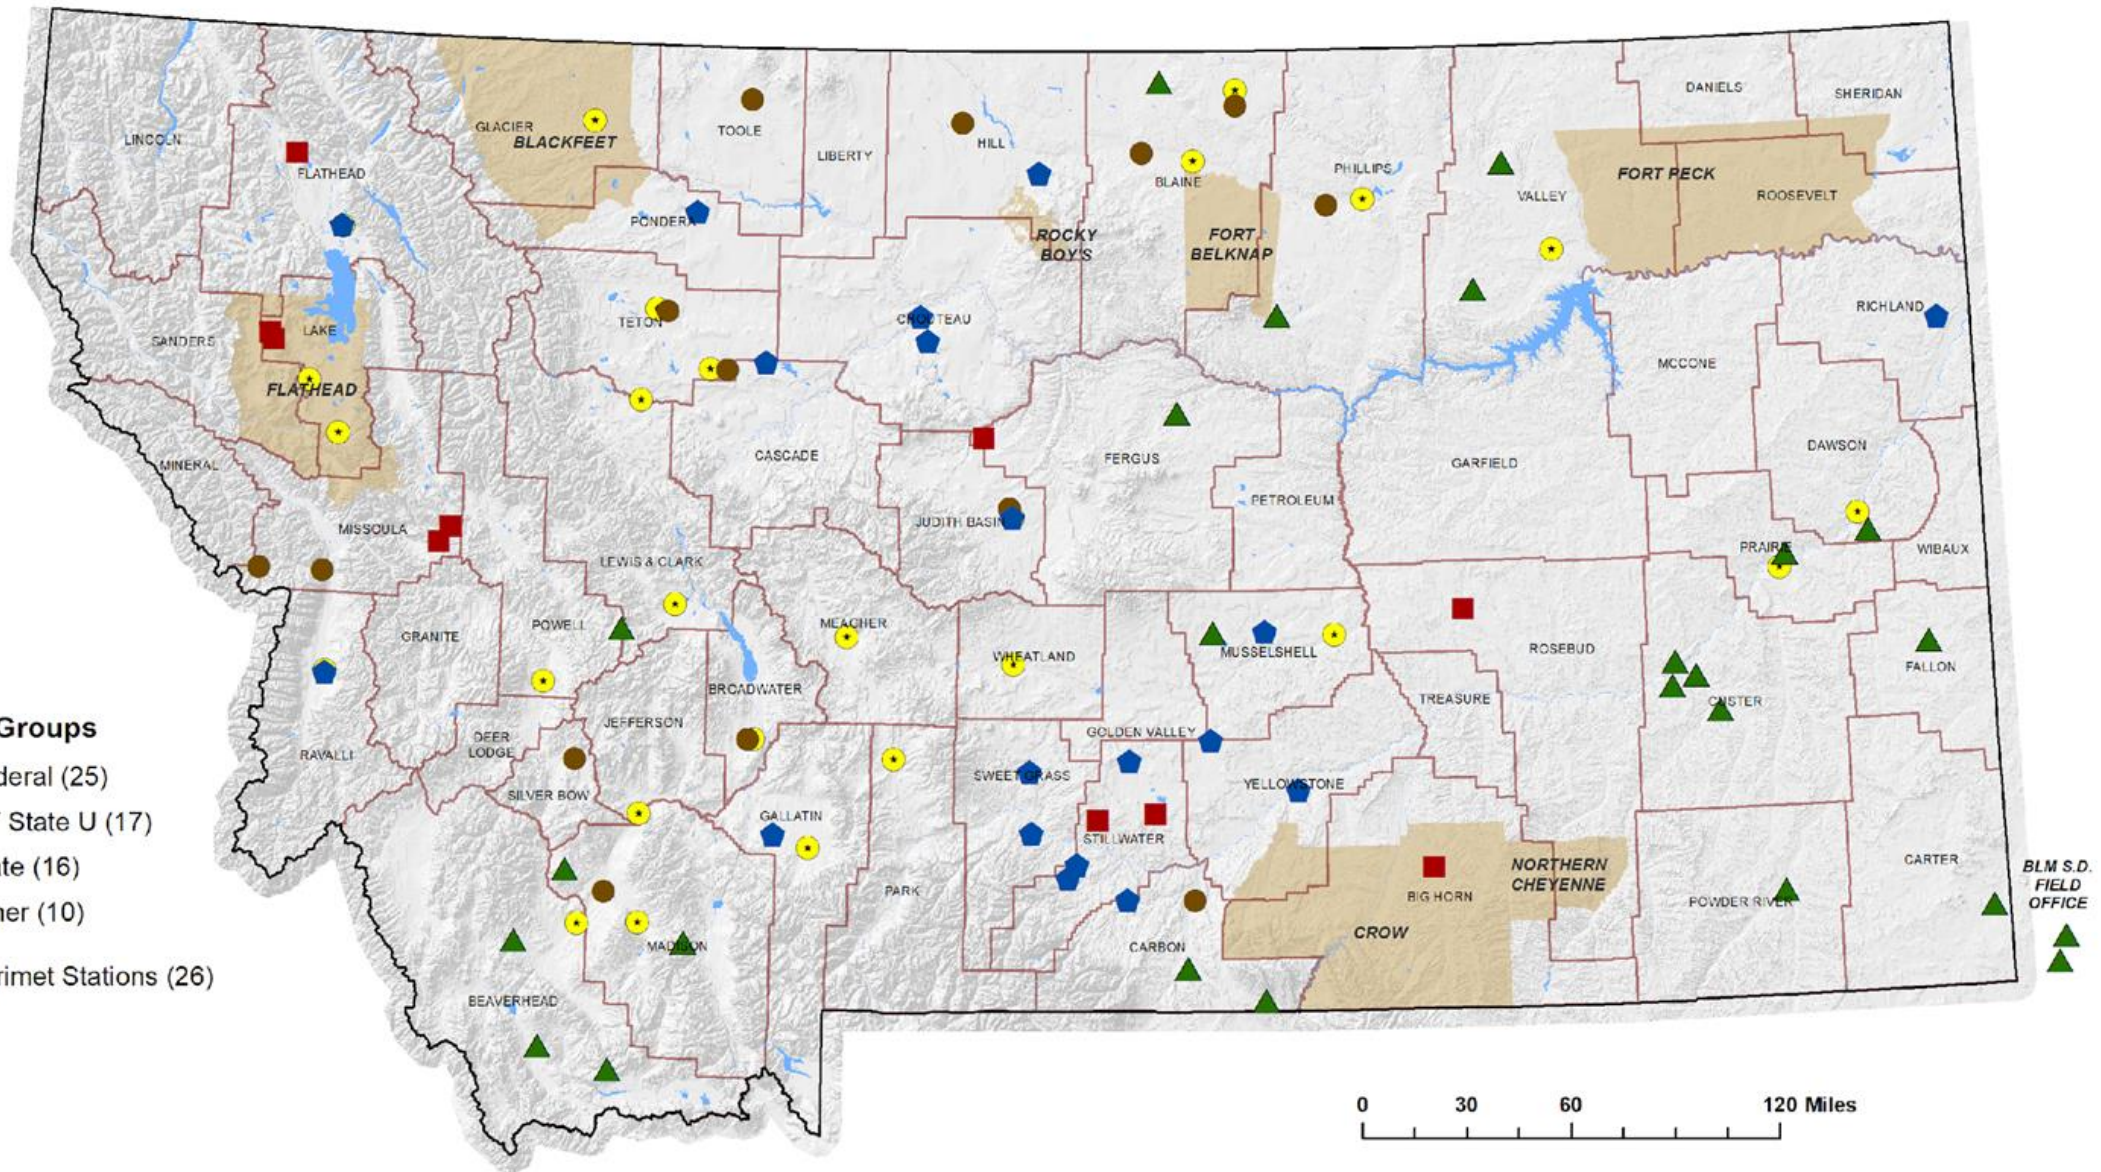 DANIELS
SHERIDAN
LINCOLN
GLACIER
BLACKFEET
TOOLE
HILL
LIBERTY
FLATHEAD
BLAINE
PHILLIPS
VALLEY
FORT PECK
ROOSEVELT
PONDERA
ROCKY
BOY'S
FORT
BELKNAP
RICHLAND
TETON
CHOUTEAU
SANDERS
LAKE
MCCONE
FLATHEAD
CASCADE
FERGUS
GARFIELD
DAWSON
MINERAL
PETROLEUM
MISSOULA
JUDITH BASIN
PRAIRIE
WIBAUX
LEWIS & CLARK
GRANITE
POWELL
MEAGHER
WHEATLAND
MUSSELSHELL
ROSEBUD
FALLON
BROADWATER
TREASURE
CUSTER
JEFFERSON
GOLDEN VALLEY
DEER
LODGE
RAVALLI
SWEET GRASS
YELLOWSTONE
SILVER BOW
GALLATIN
STILLWATER
Groups
deral (25)
State U (17)
te (16)
ner (10)
rimet Stations (26)
PARK
BIG HORN
NORTHERN
CHEYENNE
CARTER
POWDER RIVER
BLM S.D.
FIELD
OFFICE
CROW
MADISON
CARBON
BEAVERHEAD
0 30 60 120 Miles